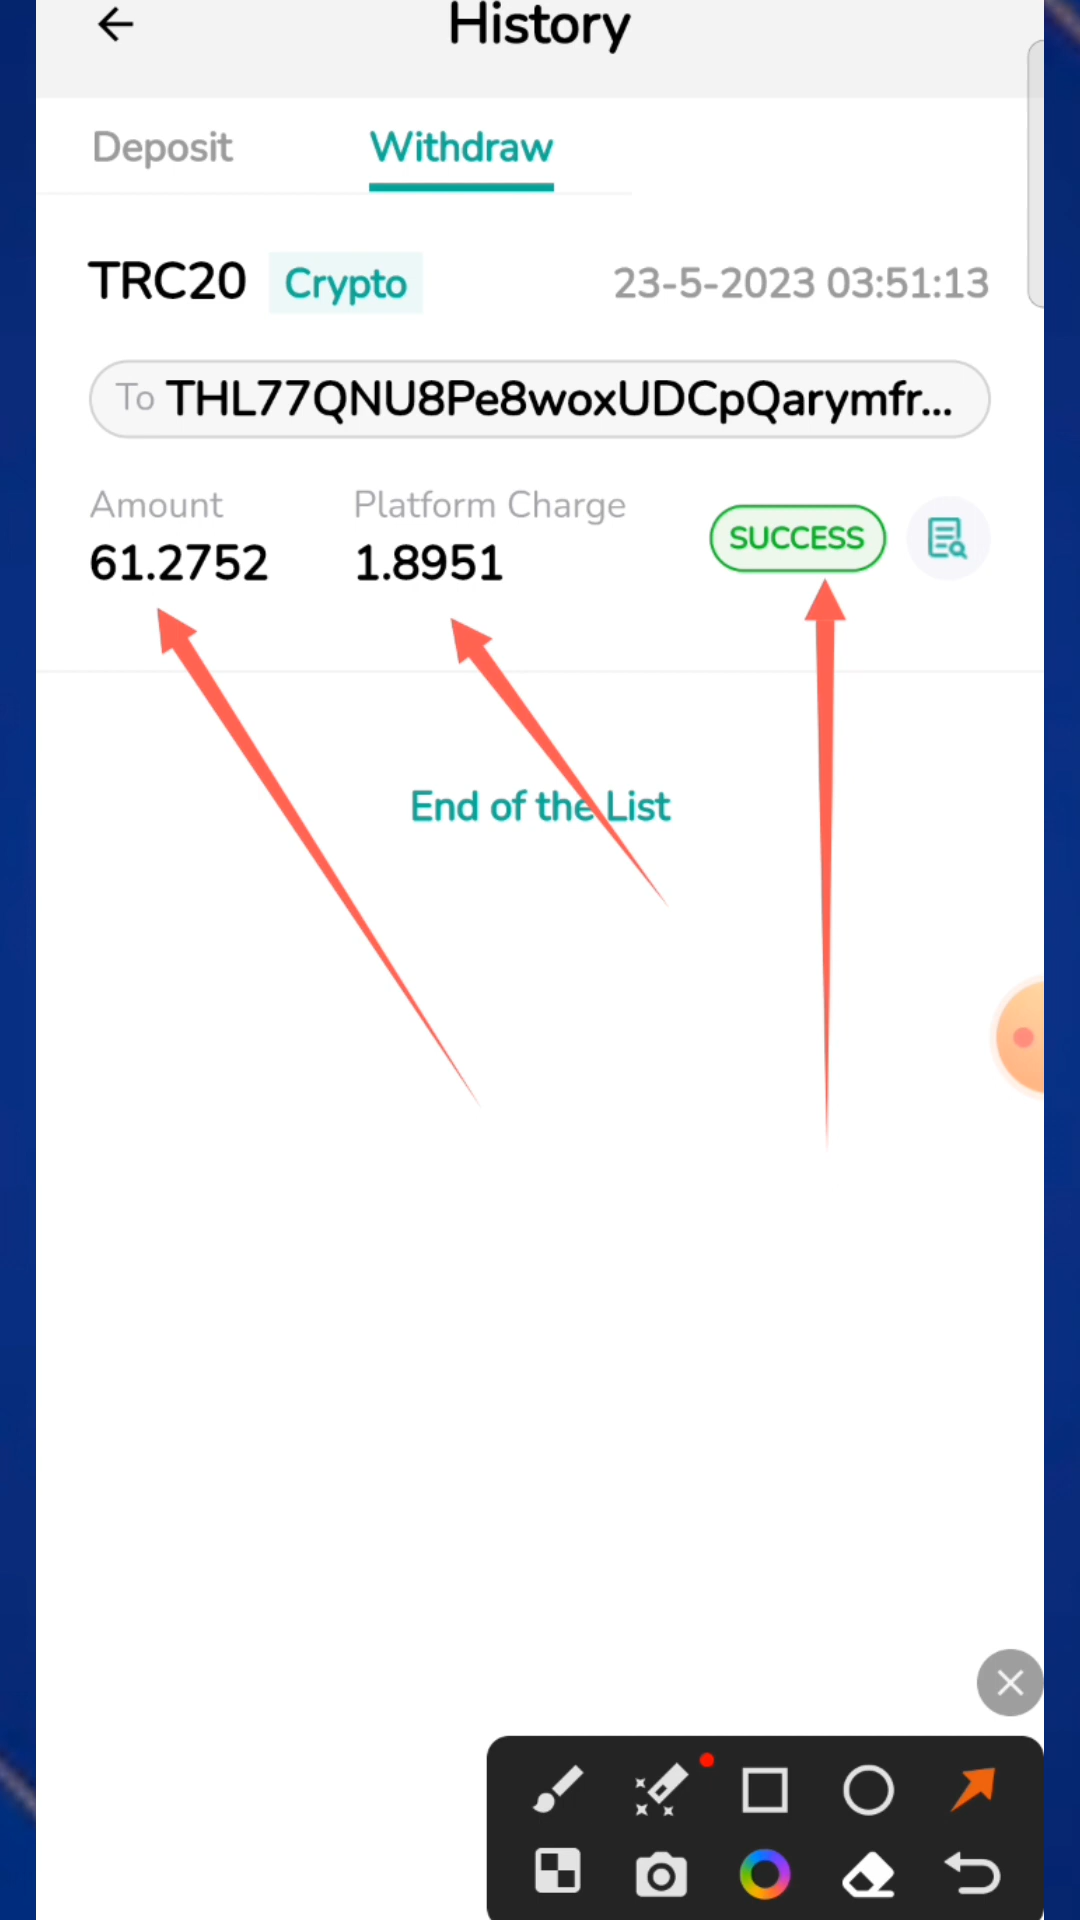 History
Deposit Withdraw
TRC20 Crypto 23-5-2023 03:51:13
To THL77QNU8Pe8woxUDCpQarymfr...
Amount Platform Charge
61.2752 1.8951 SUCCESS
End of the List